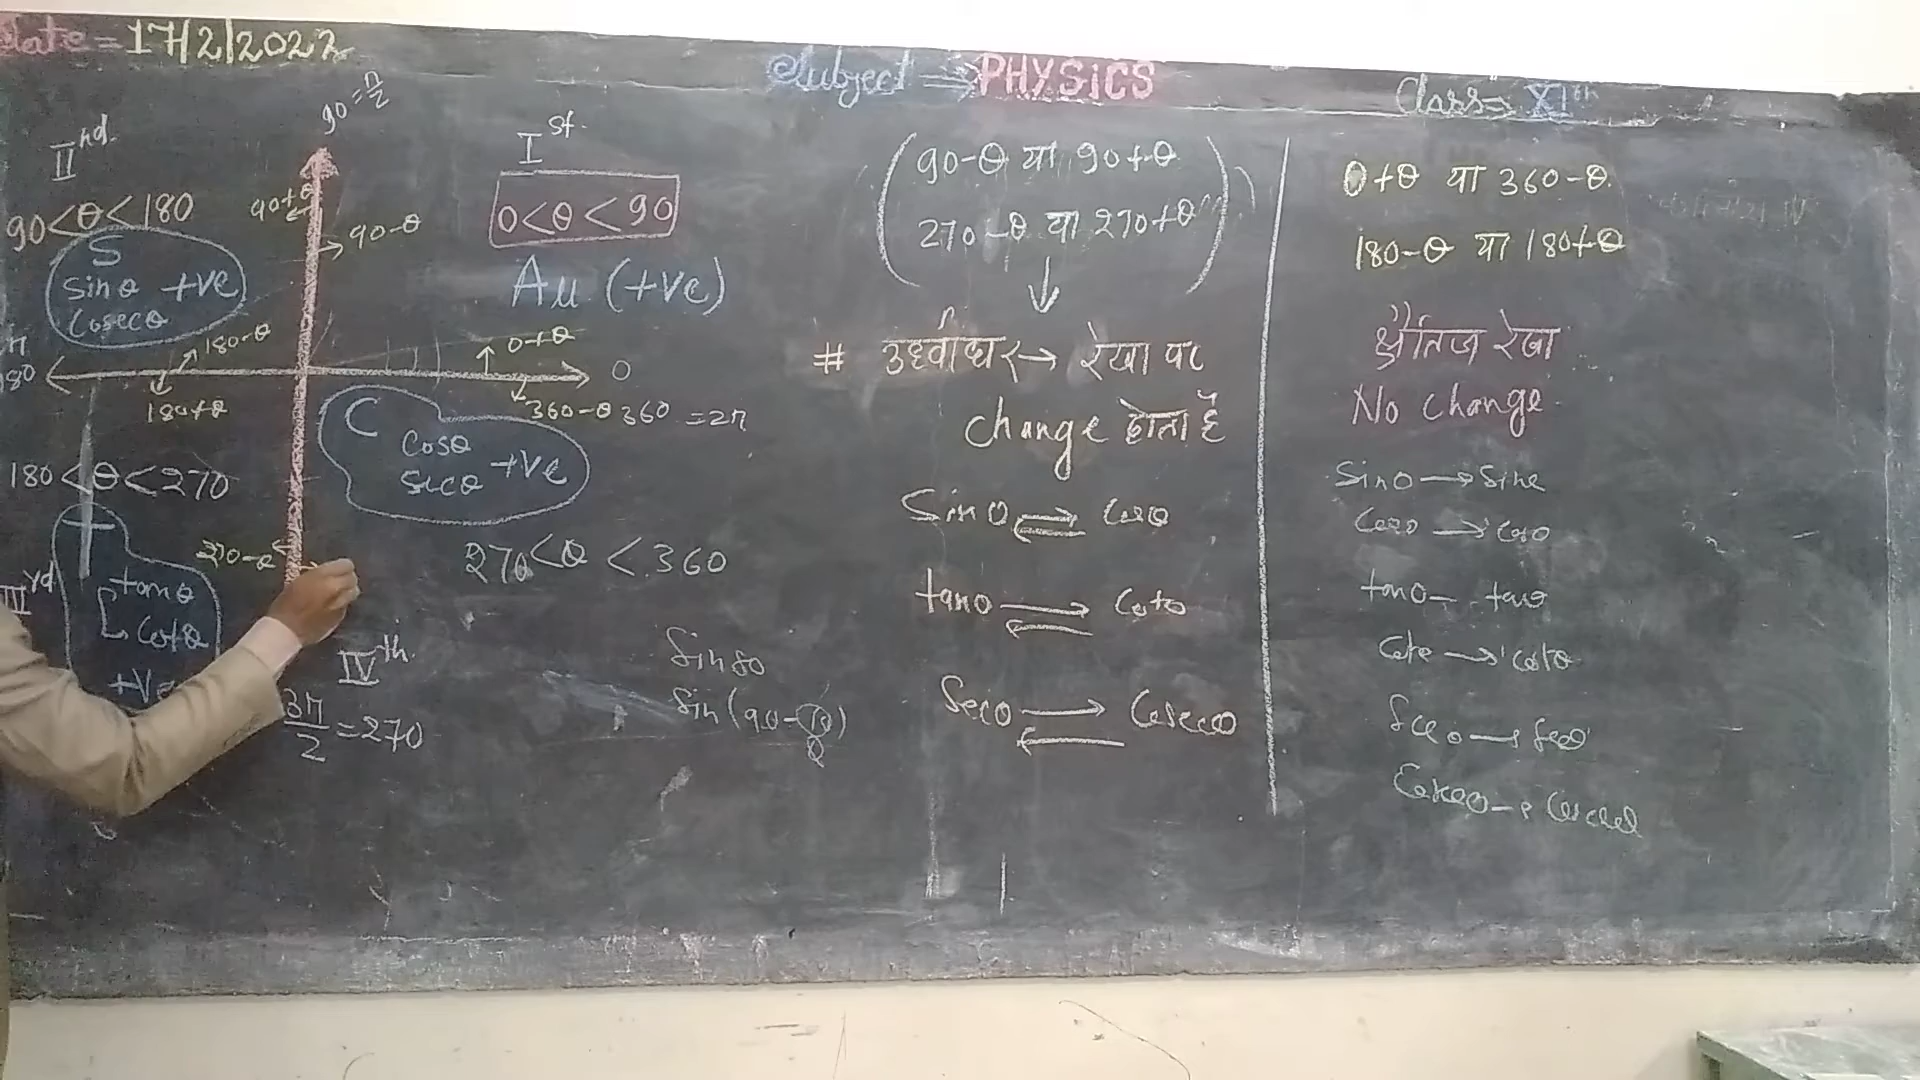 Date = 17/2/2022
Subject ⇒ PHYSICS
Class ⇒ XIth
90 = π/2
IInd.
90<θ<180
S
sinθ +ve
Cosecθ
90+θ
90-θ
Ist.
0<θ<90
All (+ve)
π
180
180-θ
180+θ
0+θ
0
360-θ 360 = 2π
C
Cosθ
Secθ +ve
180<θ<270
T
tanθ
Cotθ
+ve
IIIrd
270-θ
270<θ<360
IVth.
3π/2 = 270
Sin80
Sin(90-10)
θ
90-θ या 90+θ
270-θ या 270+θ
↓
# उर्ध्वाधर → रेखा पर
Change होता है
Sinθ ⇌ Cosθ
tanθ ⇌ Cotθ
Secθ ⇌ Cosecθ
0+θ या 360-θ
180-θ या 180+θ
क्षैतिज रेखा
No change
Sinθ → Sinθ
Cosθ → Cosθ
tanθ - tanθ
Cotθ → Cotθ
Secθ → Secθ
Cosecθ → Cosecθ